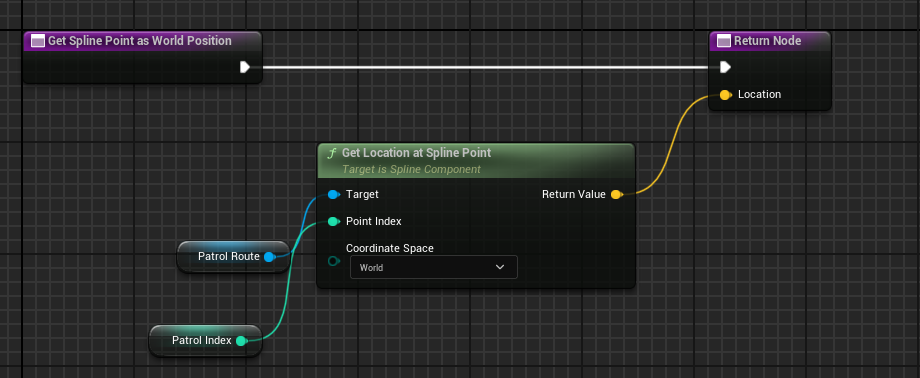 Get Spline Point as World Position
Return Node
Location
f Get Location at Spline Point
Target is Spline Component
Target
Return Value
Point Index
Coordinate Space
World
Patrol Route
Patrol Index